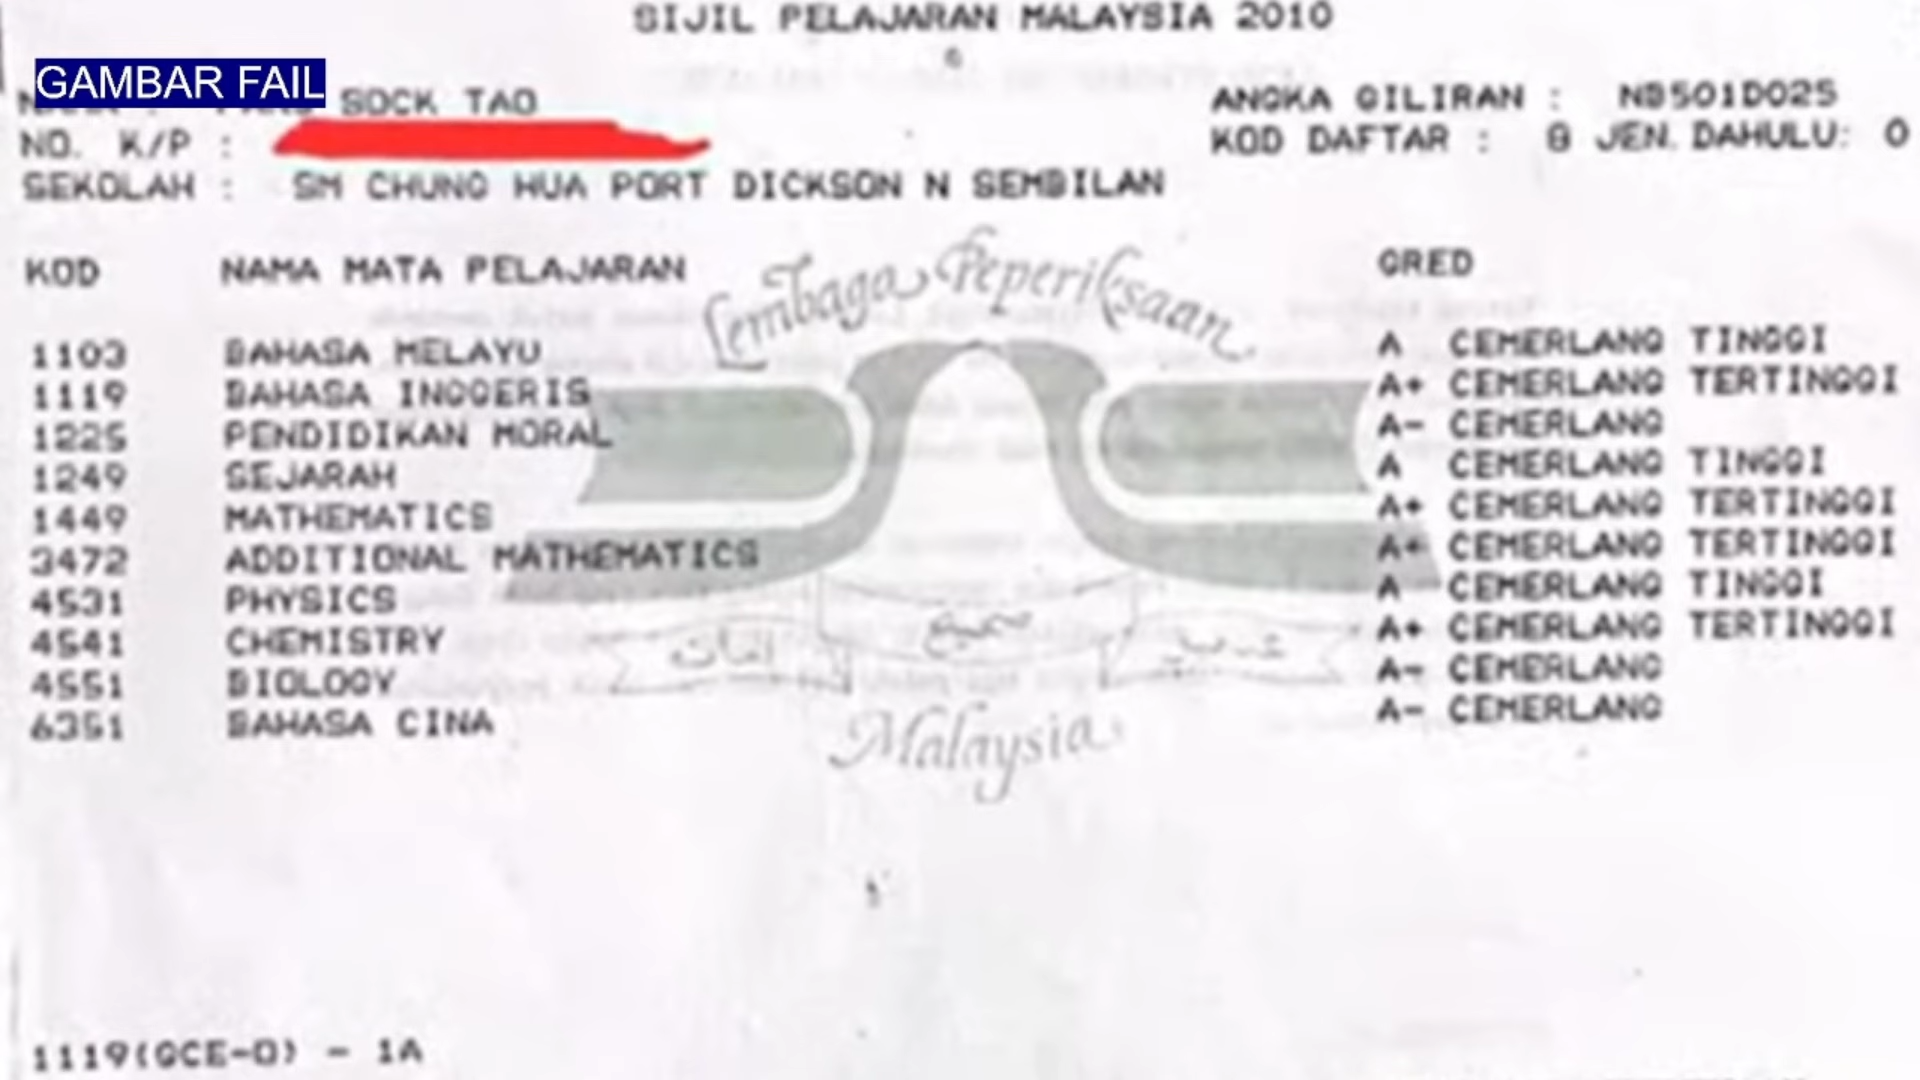 SIJIL PELAJARAN MALAYSIA 2010
6
GAMBAR FAIL
SOCK TAO
ANGKA GILIRAN : NB501D025
NO. K/P :
KOD DAFTAR : 8 JEN. DAHULU: 0
SEKOLAH : SM CHUNG HUA PORT DICKSON N SEMBILAN
KOD NAMA MATA PELAJARAN GRED
Lembaga Peperiksaan
1103 BAHASA MELAYU A CEMERLANG TINGGI
1119 BAHASA INGGERIS A+ CEMERLANG TERTINGGI
1225 PENDIDIKAN MORAL A- CEMERLANG
1249 SEJARAH A CEMERLANG TINGGI
1449 MATHEMATICS A+ CEMERLANG TERTINGGI
3472 ADDITIONAL MATHEMATICS A+ CEMERLANG TERTINGGI
4531 PHYSICS A CEMERLANG TINGGI
4541 CHEMISTRY A+ CEMERLANG TERTINGGI
4551 BIOLOGY A- CEMERLANG
6351 BAHASA CINA A- CEMERLANG
Malaysia
1119(GCE-O) - 1A